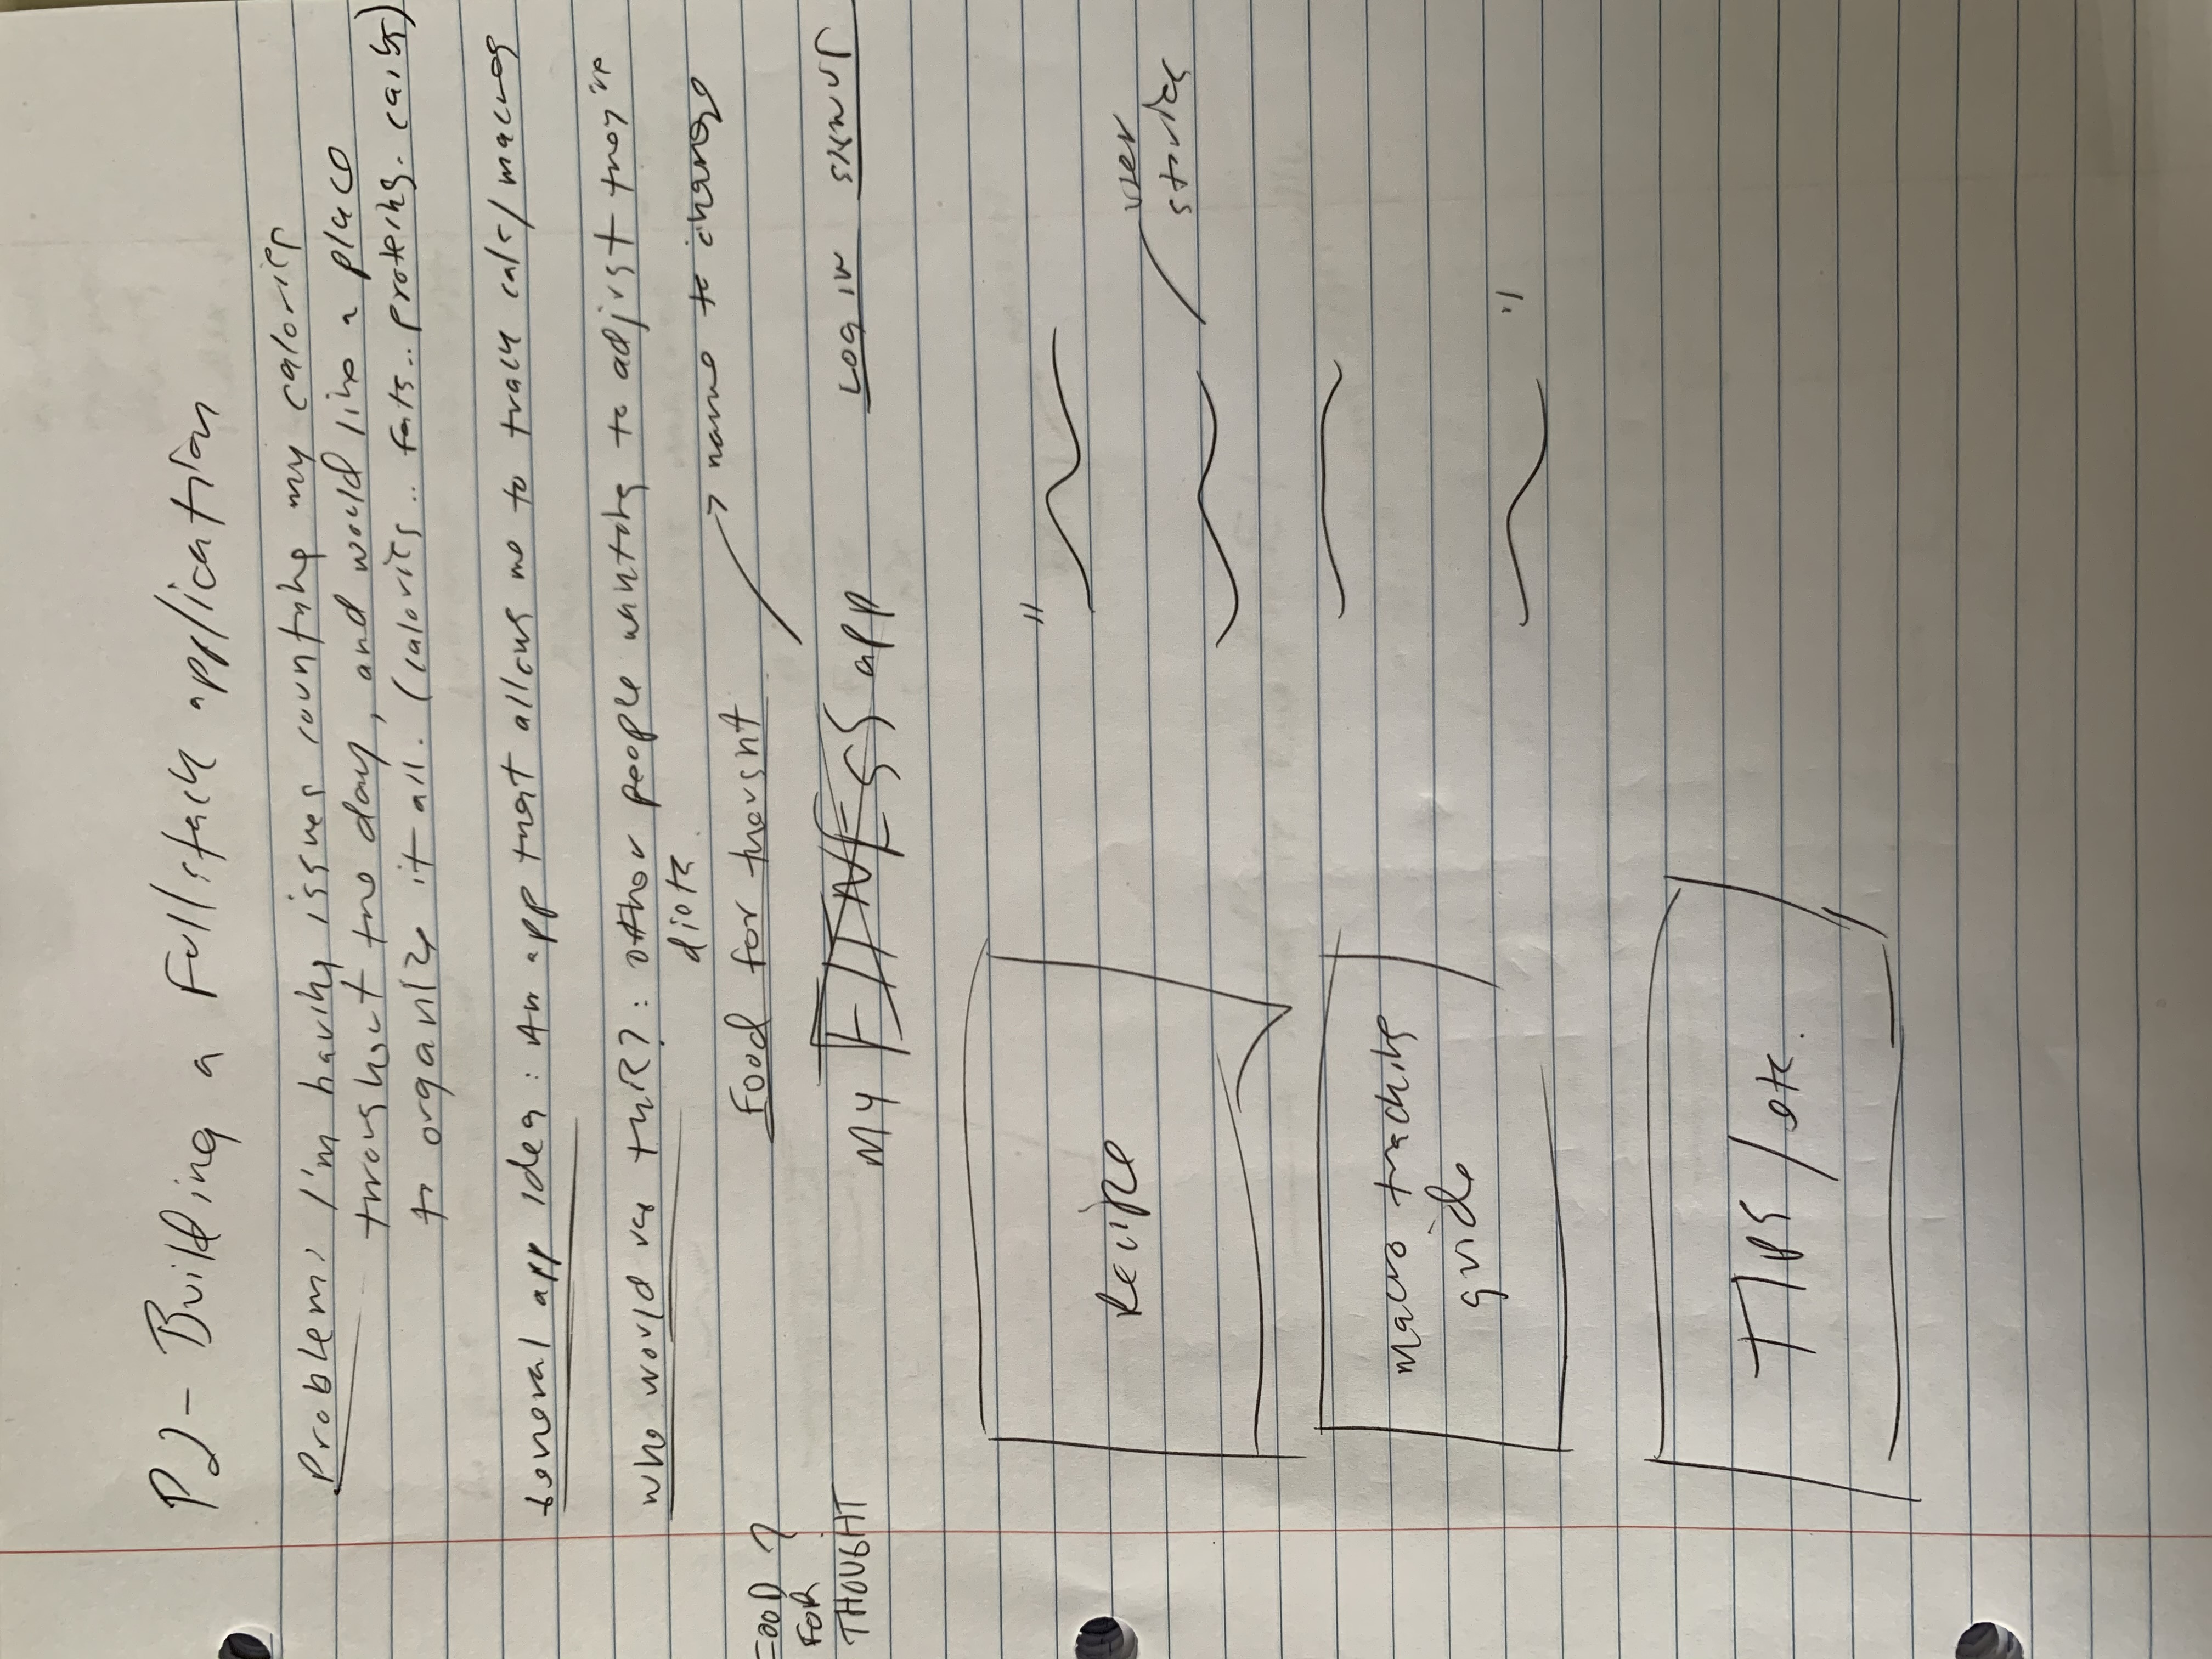 P2 - Building a Fullstack application
Problem: I'm having issues counting my calories
throughout the day, and would like a place
to organize it all. (calories.. fats.. proteins. carbs)
General app idea: An app that allows me to track cals/macros
who would use this?: other people wanting to adjust they're
diets.
name to change
Food for thought
FOOD ?
FOR
THOUGHT
My FITNESS app
LOG IN SIGNUP
"
Recipe
user
stories
macro tracking
guide
"
TIPS/etc.